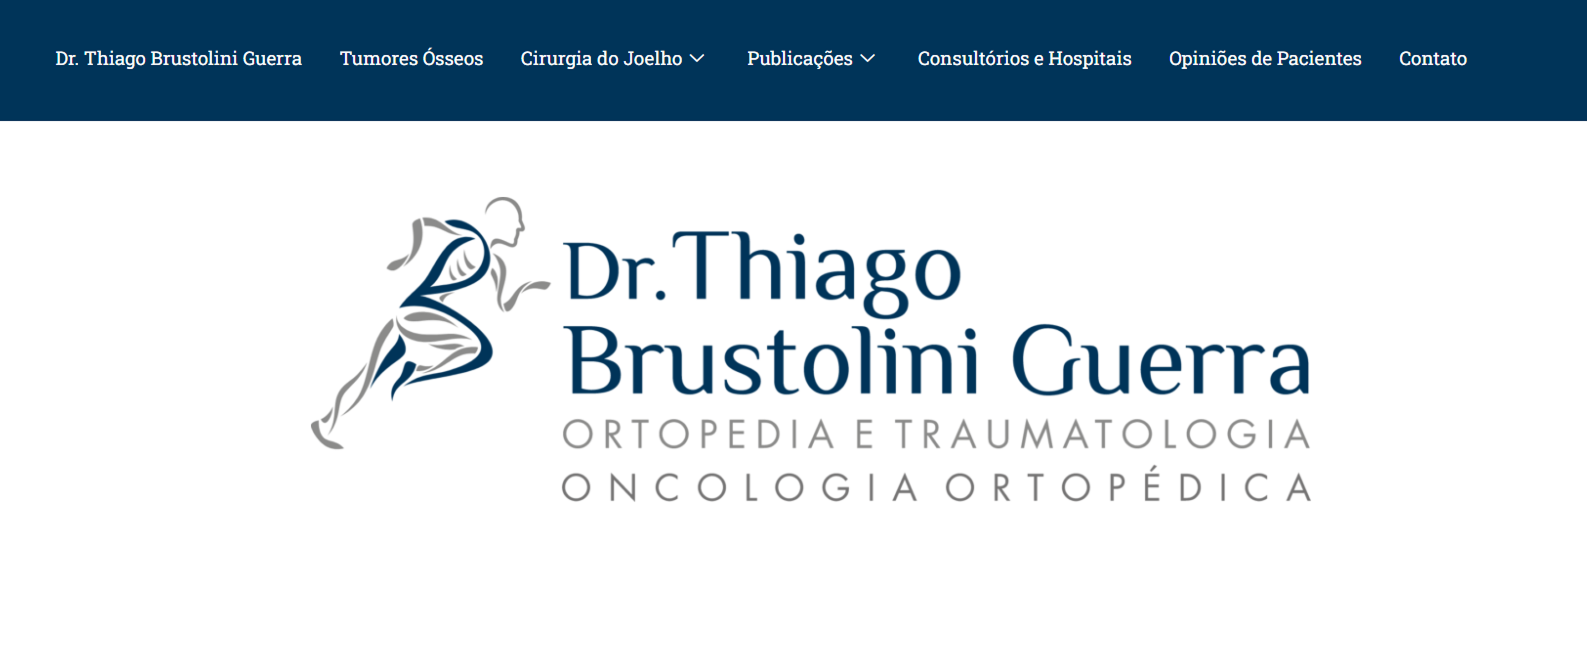 Dr. Thiago Brustolini Guerra Tumores Ósseos Cirurgia do Joelho Publicações Consultórios e Hospitais Opiniões de Pacientes Contato
Dr. Thiago
Brustolini Guerra
ORTOPEDIA E TRAUMATOLOGIA
ONCOLOGIA ORTOPÉDICA